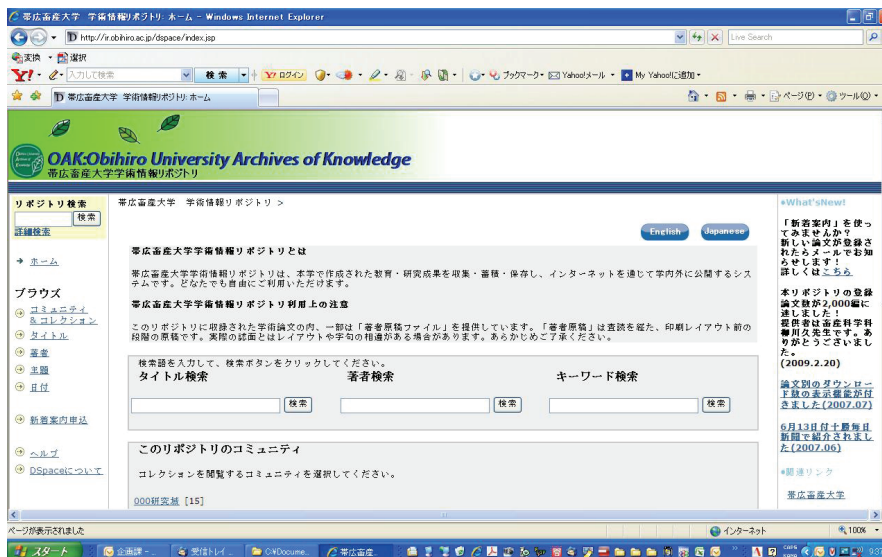 帯広畜産大学 学術情報リポジトリ: ホーム - Windows Internet Explorer
http://ir.obihiro.ac.jp/dspace/index.jsp
Live Search
変換 ・ 選択
入力して検索
検索
Y! ログイン
ブックマーク
Yahoo!メール
My Yahoo!に追加
帯広畜産大学 学術情報リポジトリ: ホーム
ページ(P)
ツール(O)
OAK:Obihiro University Archives of Knowledge
帯広畜産大学学術情報リポジトリ
リポジトリ検索
検索
詳細検索
ホーム
ブラウズ
コミュニティ
&コレクション
タイトル
著者
主題
日付
新着案内申込
ヘルプ
DSpaceについて
帯広畜産大学 学術情報リポジトリ >
English
Japanese
帯広畜産大学学術情報リポジトリとは
帯広畜産大学学術情報リポジトリは、本学で作成された教育・研究成果を収集・蓄積・保存し、インターネットを通じて学内外に公開するシス
テムです。どなたでも自由にご利用いただけます。
帯広畜産大学学術情報リポジトリ利用上の注意
このリポジトリに収録された学術論文の内、一部は「著者原稿ファイル」を提供しています。「著者原稿」は査読を経た、印刷レイアウト前の
段階の原稿です。実際の誌面とはレイアウトや字句の相違がある場合があります。あらかじめご了承ください。
検索語を入力して、検索ボタンをクリックしてください。
タイトル検索 著者検索 キーワード検索
検索 検索 検索
このリポジトリのコミュニティ
コレクションを閲覧するコミュニティを選択してください。
000研究域 [15]
What'sNew!
「新着案内」を使っ
てみませんか?
新しい論文が登録さ
れたらメールでお知
らせします!
詳しくはこちら
本リポジトリの登録
論文数が2,000編に
達しました!
提供者は畜産科学科
柳川久先生です。あ
りがとうございまし
た。
(2009.2.20)
論文別のダウンロー
ド数の表示機能が付
きました(2007.07)
6月13日付十勝毎日
新聞で紹介されまし
た(2007.06)
関連リンク
帯広畜産大学
ページが表示されました
インターネット
100%
スタート
企画課 - ...
受信トレイ ...
C:¥Docume...
帯広畜産...